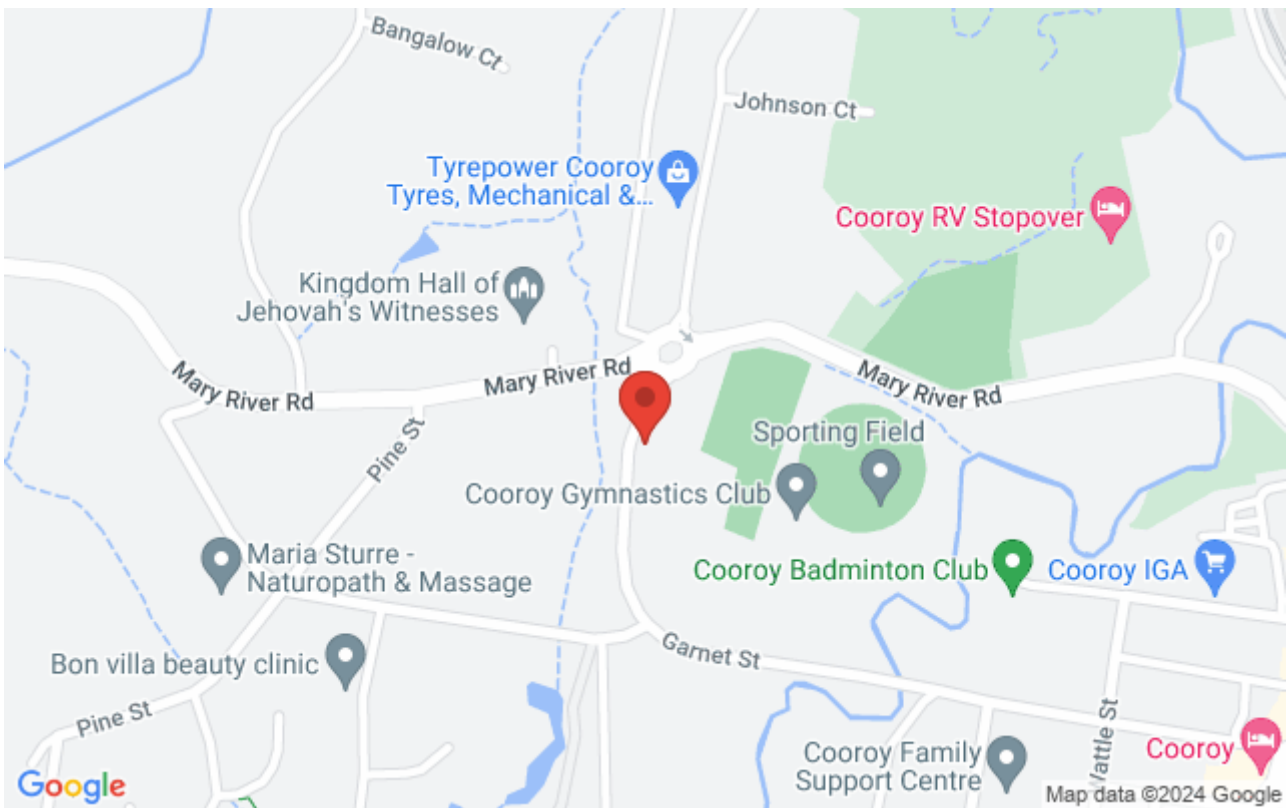 Bangalow Ct
Johnson Ct
Tyrepower Cooroy
Tyres, Mechanical &...
Cooroy RV Stopover
Kingdom Hall of
Jehovah's Witnesses
Mary River Rd
Mary River Rd
Mary River Rd
Pine St
Sporting Field
Cooroy Gymnastics Club
Maria Sturre -
Naturopath & Massage
Cooroy Badminton Club
Cooroy IGA
Garnet St
Bon villa beauty clinic
Pine St
Wattle St
Cooroy Family
Support Centre
Cooroy
Google
Map data ©2024 Google